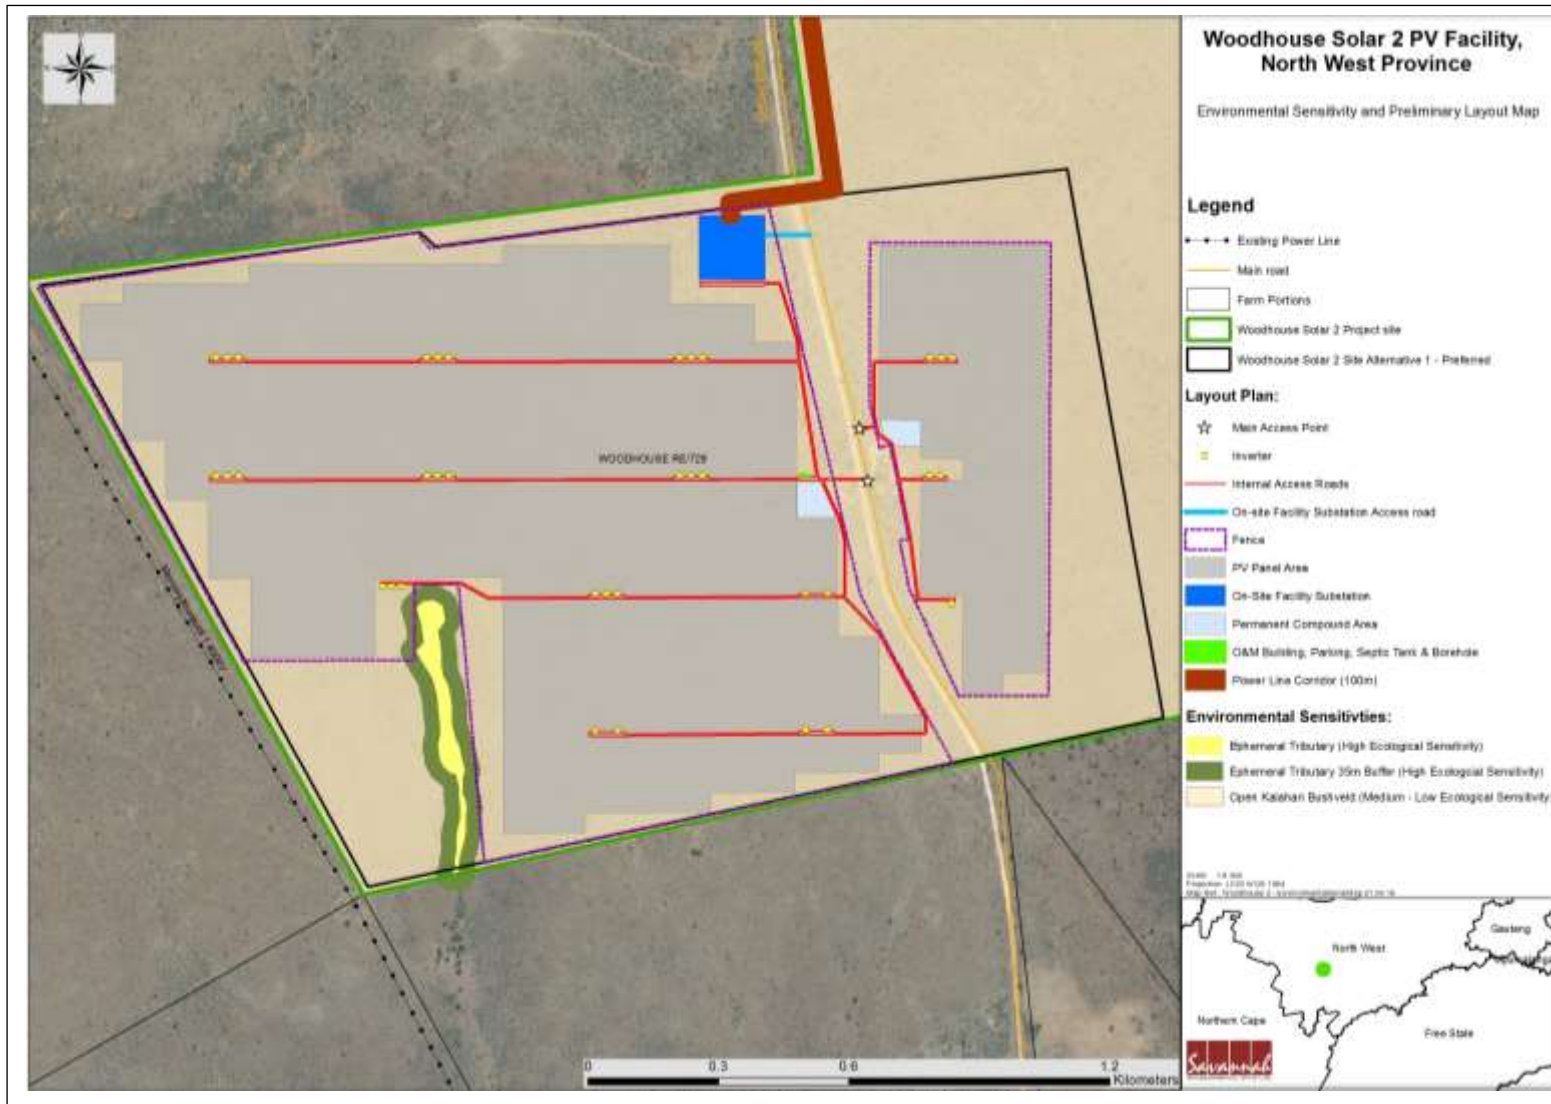 Woodhouse Solar 2 PV Facility,
North West Province
Environmental Sensitivity and Preliminary Layout Map
Legend
Existing Power Line
Main road
Farm Portions
Woodhouse Solar 2 Project site
Woodhouse Solar 2 Site Alternative 1 - Preferred
Layout Plan:
Main Access Point
Inverter
Internal Access Roads
On-site Facility Substation Access road
Fence
PV Panel Area
On-Site Facility Substation
Permanent Compound Area
O&M Building, Parking, Septic Tank & Borehole
Power Line Corridor (100m)
Environmental Sensitivties:
Ephemeral Tributary (High Ecological Sensitivity)
Ephemeral Tributary 35m Buffer (High Ecologcial Sensitivity)
Open Kalahari Bushveld (Medium - Low Ecological Sensitivity
WOODHOUSE RE/729
Gauteng
North West
Northern Cape
Free State
Savannah
0 0.3 0.6 1.2
Kilometers